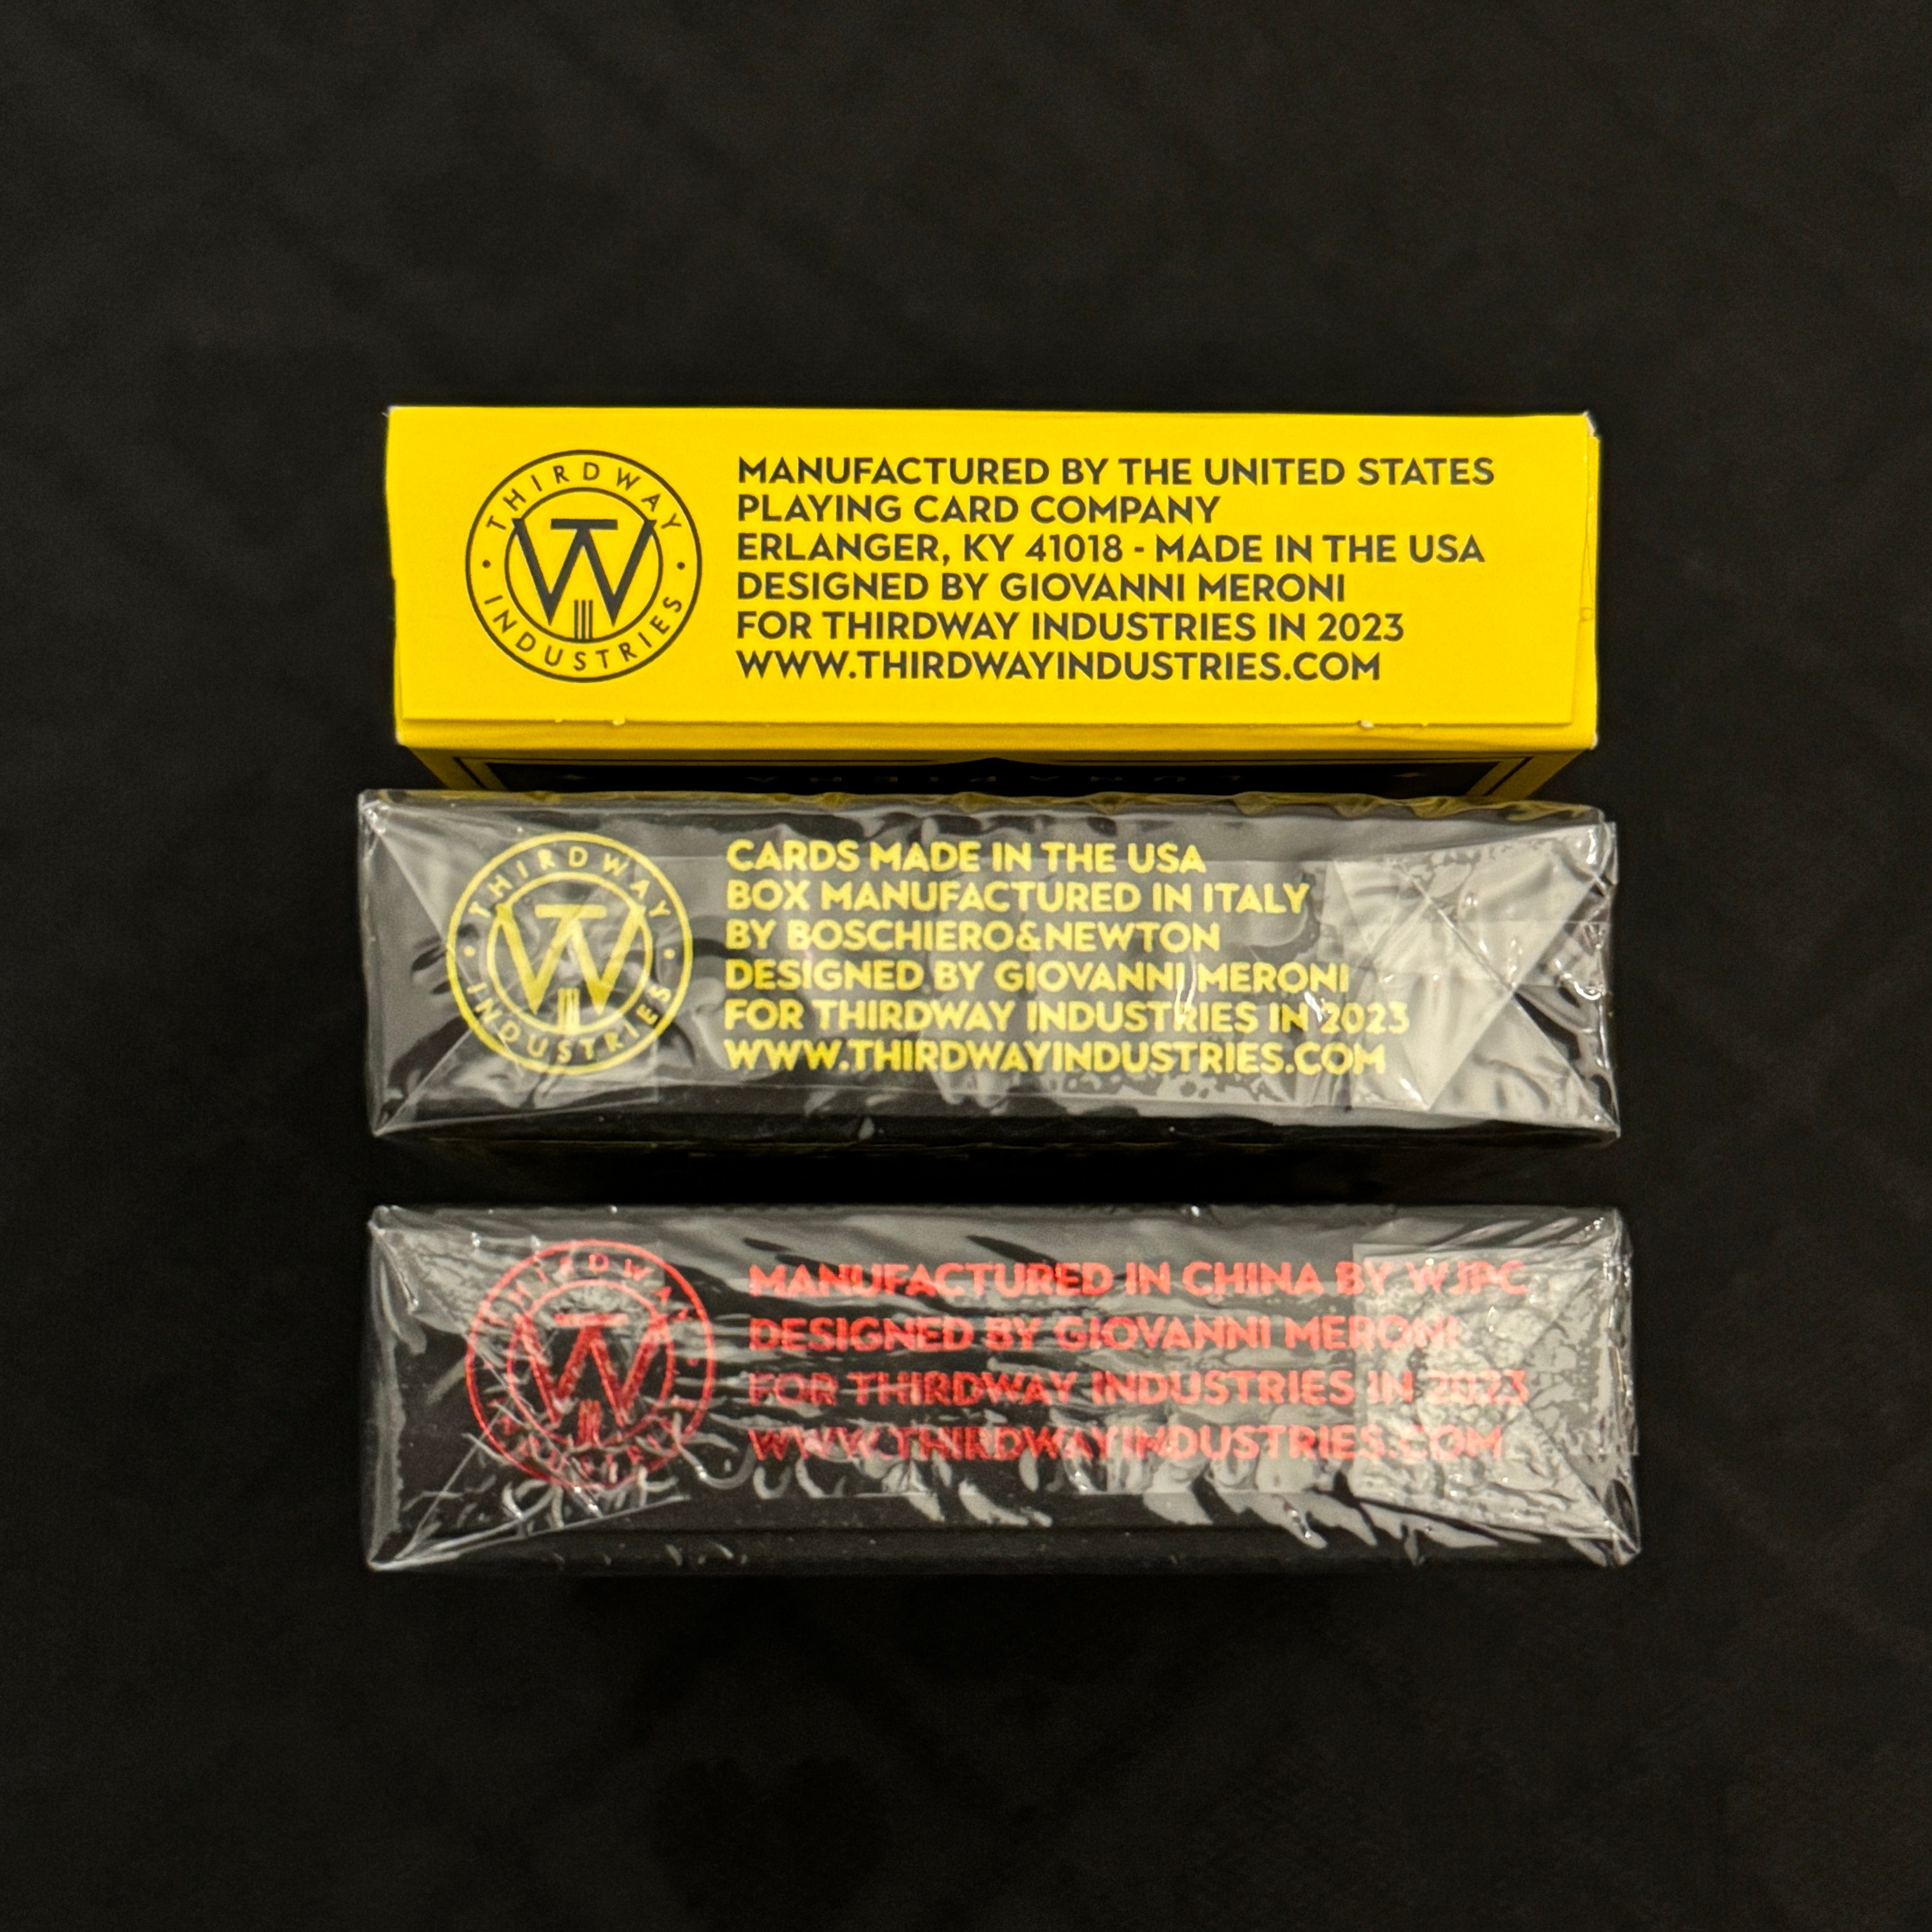 THIRDWAY
INDUSTRIES
MANUFACTURED BY THE UNITED STATES
PLAYING CARD COMPANY
ERLANGER, KY 41018 - MADE IN THE USA
DESIGNED BY GIOVANNI MERONI
FOR THIRDWAY INDUSTRIES IN 2023
WWW.THIRDWAYINDUSTRIES.COM
THIRDWAY
INDUSTRIES
CARDS MADE IN THE USA
BOX MANUFACTURED IN ITALY
BY BOSCHIERO&NEWTON
DESIGNED BY GIOVANNI MERONI
FOR THIRDWAY INDUSTRIES IN 2023
WWW.THIRDWAYINDUSTRIES.COM
THIRDWAY
INDUSTRIES
MANUFACTURED IN CHINA BY WJPC
DESIGNED BY GIOVANNI MERONI
FOR THIRDWAY INDUSTRIES IN 2023
WWW.THIRDWAYINDUSTRIES.COM